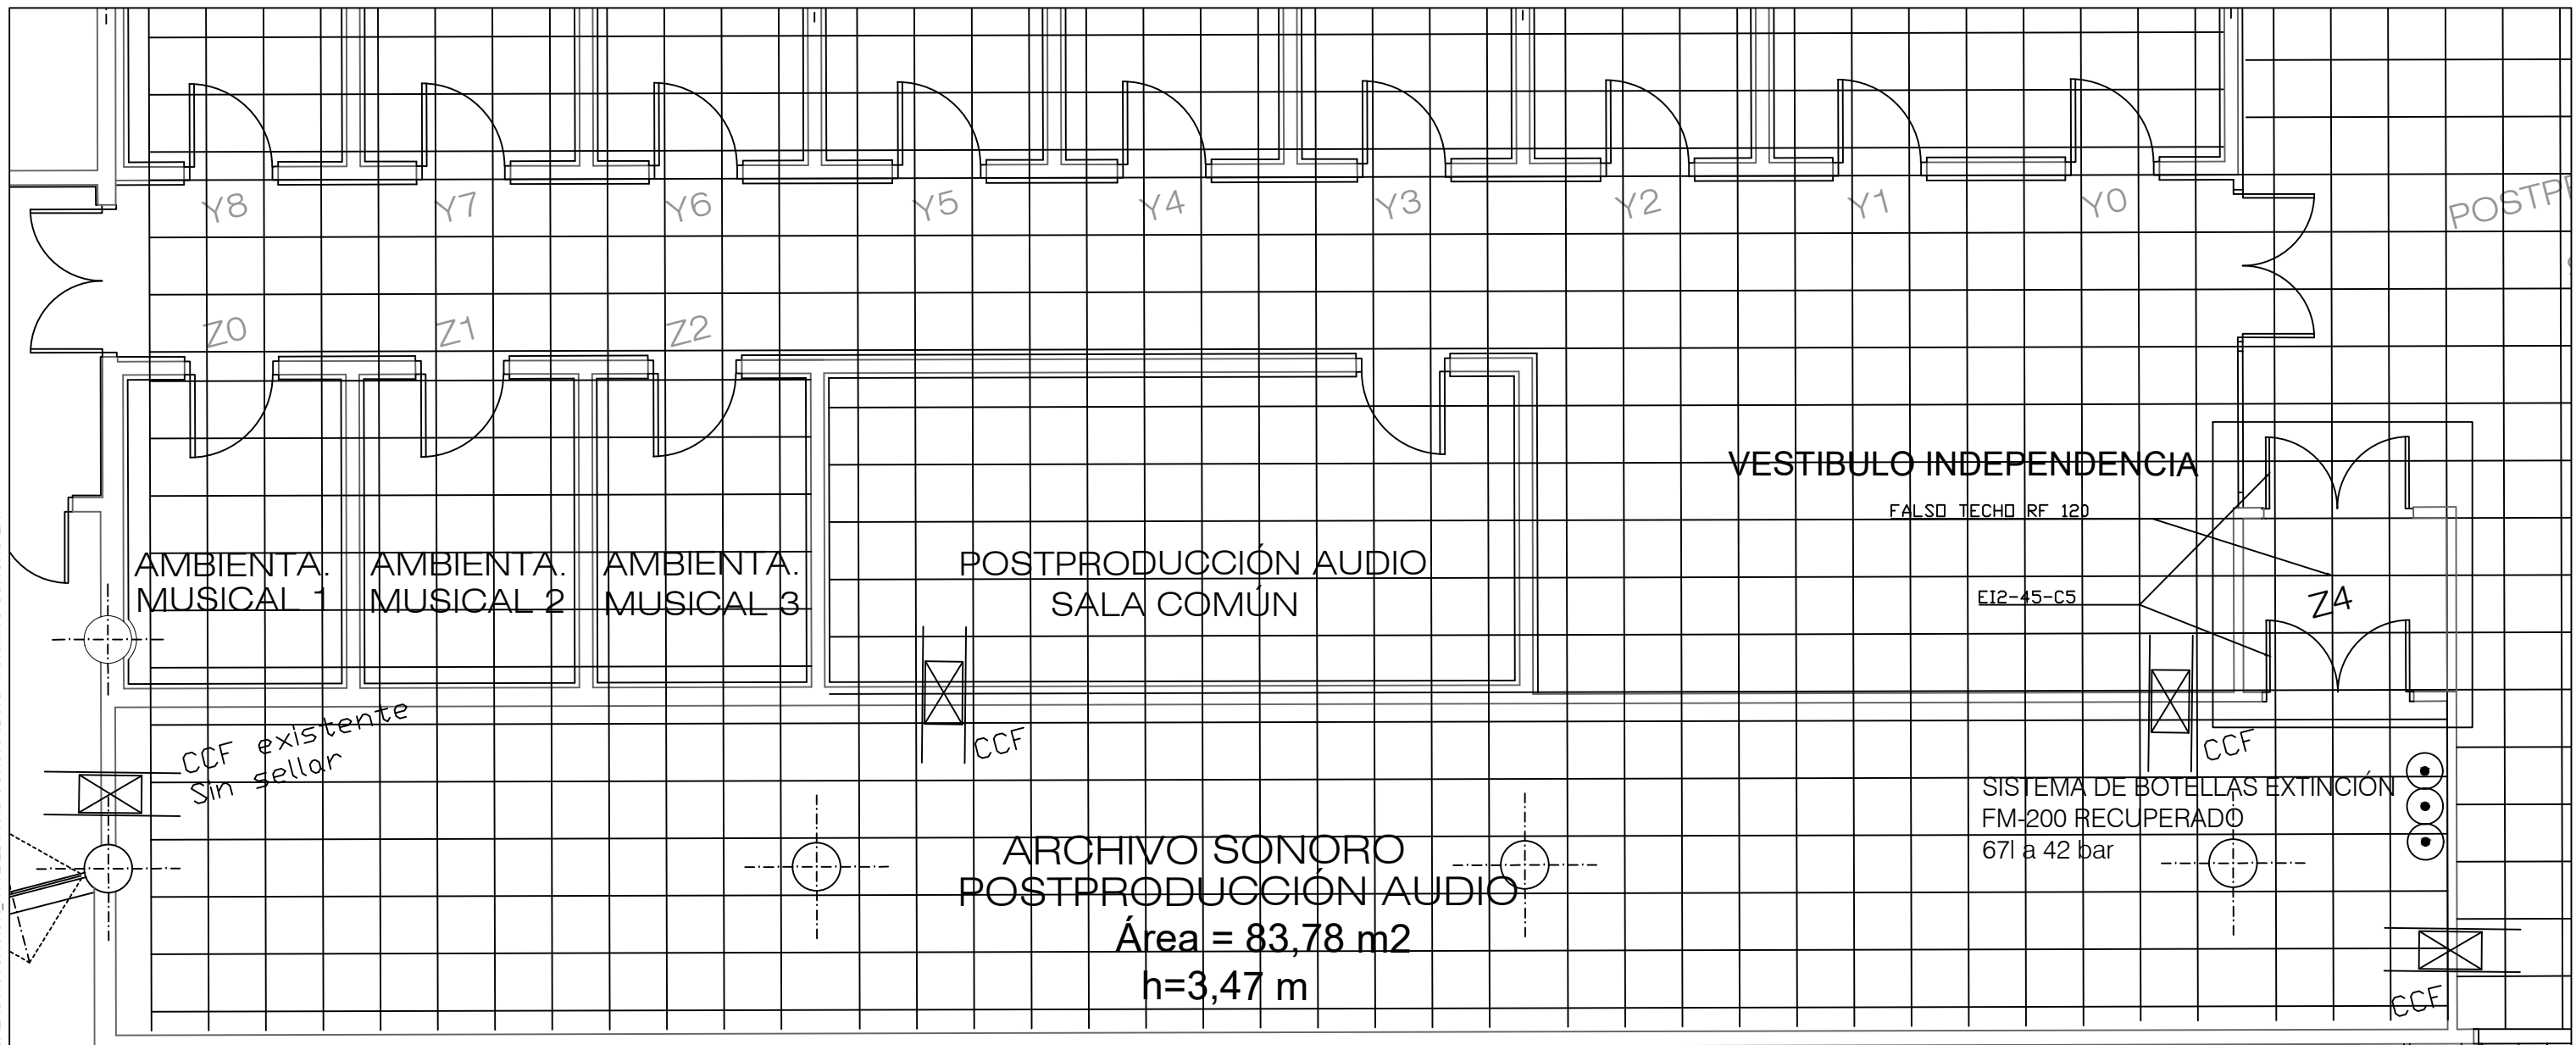 Y8 Y7 Y6 Y5 Y4 Y3 Y2 Y1 Y0
Z0 Z1 Z2
VESTIBULO INDEPENDENCIA
FALSO TECHO RF 120
EI2-45-C5
Z4
AMBIENTA.
MUSICAL 1
AMBIENTA.
MUSICAL 2
AMBIENTA.
MUSICAL 3
POSTPRODUCCIÓN AUDIO
SALA COMÚN
CCF existente
Sin sellar
CCF
CCF
SISTEMA DE BOTELLAS EXTINCIÓN
FM-200 RECUPERADO
67l a 42 bar
ARCHIVO SONORO
POSTPRODUCCIÓN AUDIO
Área = 83,78 m2
h=3,47 m
CCF